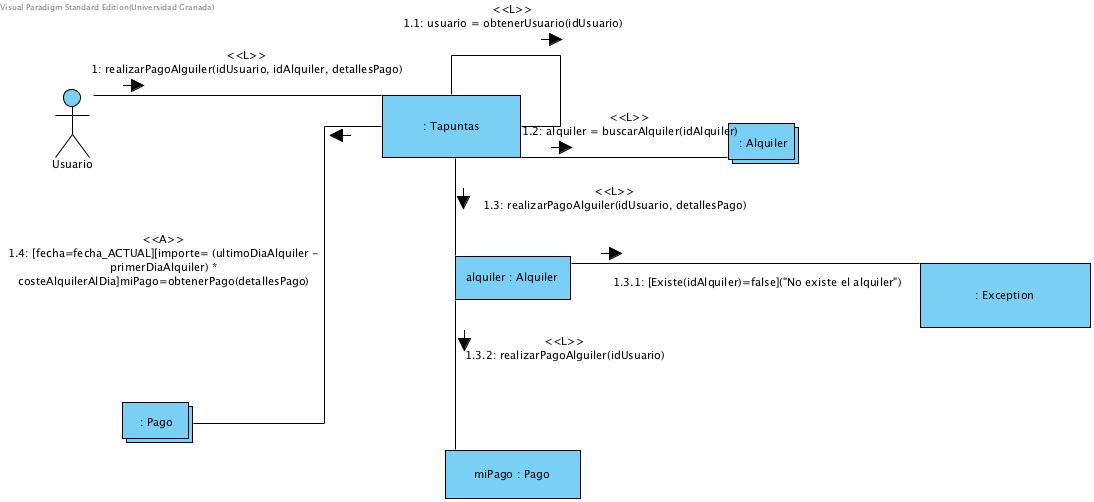 Visual Paradigm Standard Edition(Universidad Granada)
<<L>>
1.1: usuario = obtenerUsuario(idUsuario)
<<L>>
1: realizarPagoAlguiler(idUsuario, idAlquiler, detallesPago)
: Tapuntas
<<L>>
1.2: alquiler = buscarAlquiler(idAlquiler)
: Alquiler
Usuario
<<L>>
1.3: realizarPagoAlguiler(idUsuario, detallesPago)
<<A>>
1.4: [fecha=fecha_ACTUAL][importe= (ultimoDiaAlquiler -
primerDiaAlquiler) *
costeAlquilerAlDia]miPago=obtenerPago(detallesPago)
alquiler : Alquiler
1.3.1: [Existe(idAlquiler)=false]("No existe el alquiler")
: Exception
<<L>>
1.3.2: realizarPagoAlguiler(idUsuario)
: Pago
miPago : Pago